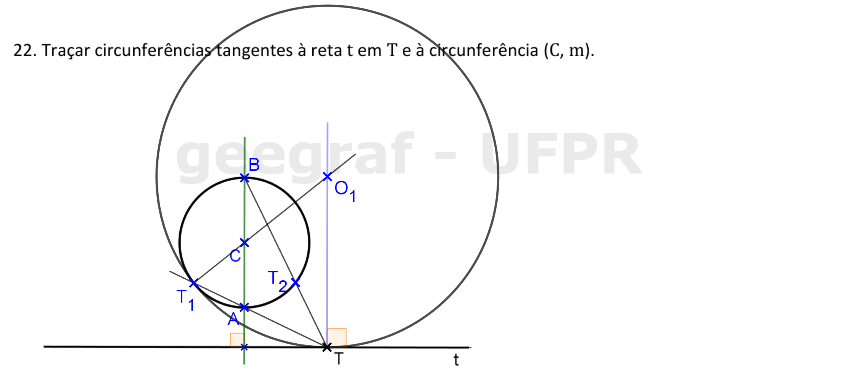 22. Traçar circunferências tangentes à reta t em T e à circunferência (C, m).
geegraf - UFPR
B
O1
C
T2
T1
A
T
t